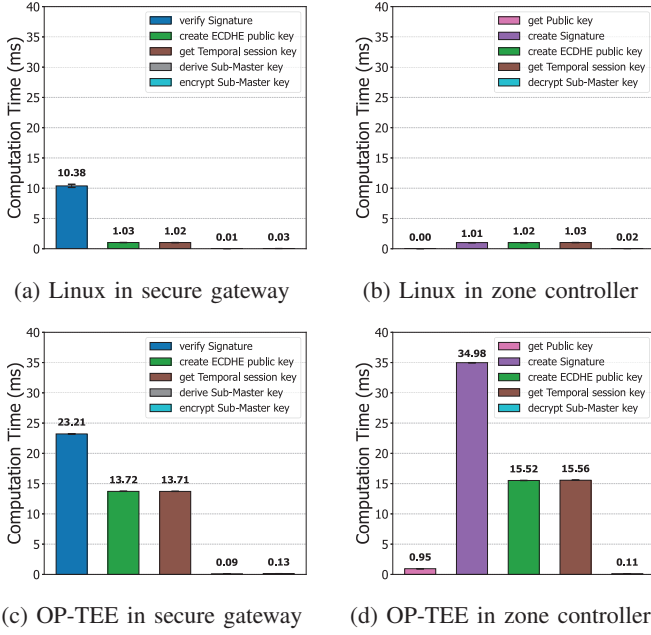 40
35
30
25
20
15
10
5
0
Computation Time (ms)
verify Signature
create ECDHE public key
get Temporal session key
derive Sub-Master key
encrypt Sub-Master key
10.38
1.03
1.02
0.01
0.03
(a) Linux in secure gateway
40
35
30
25
20
15
10
5
0
Computation Time (ms)
get Public key
create Signature
create ECDHE public key
get Temporal session key
decrypt Sub-Master key
0.00
1.01
1.02
1.03
0.02
(b) Linux in zone controller
40
35
30
25
20
15
10
5
0
Computation Time (ms)
verify Signature
create ECDHE public key
get Temporal session key
derive Sub-Master key
encrypt Sub-Master key
23.21
13.72
13.71
0.09
0.13
(c) OP-TEE in secure gateway
40
35
30
25
20
15
10
5
0
Computation Time (ms)
get Public key
create Signature
create ECDHE public key
get Temporal session key
decrypt Sub-Master key
0.95
34.98
15.52
15.56
0.11
(d) OP-TEE in zone controller